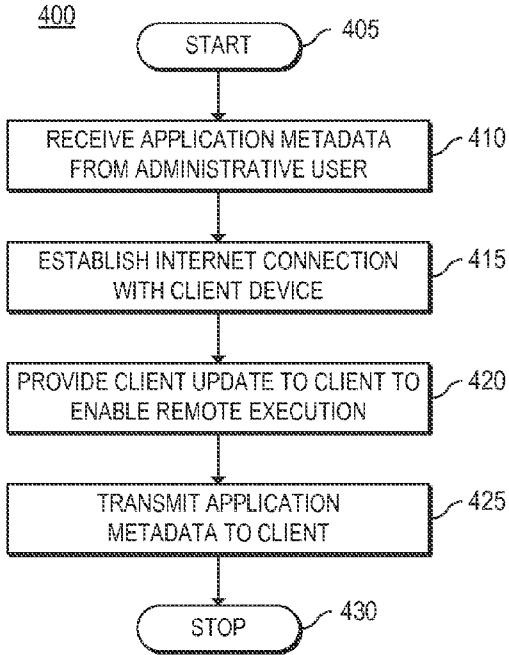 400
START
405
RECEIVE APPLICATION METADATA
FROM ADMINISTRATIVE USER
410
ESTABLISH INTERNET CONNECTION
WITH CLIENT DEVICE
415
PROVIDE CLIENT UPDATE TO CLIENT TO
ENABLE REMOTE EXECUTION
420
TRANSMIT APPLICATION
METADATA TO CLIENT
425
STOP
430